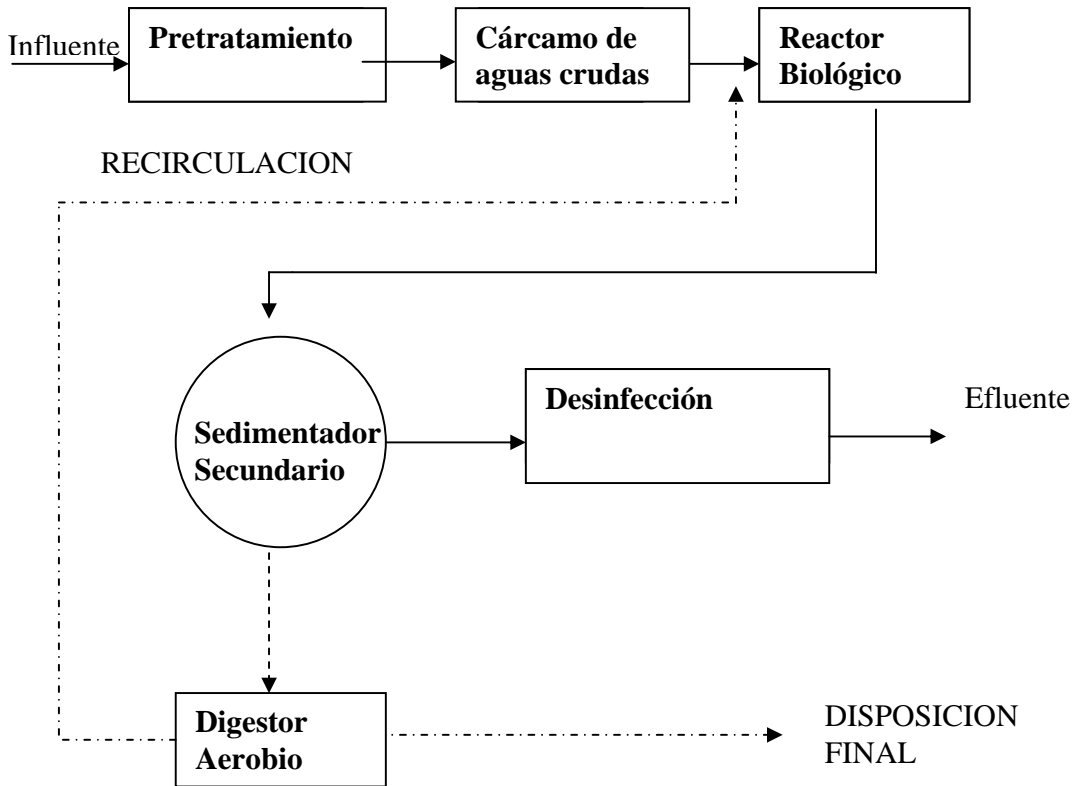 Influente
Pretratamiento
Cárcamo de
aguas crudas
Reactor
Biológico
RECIRCULACION
Sedimentador
Secundario
Desinfección
Efluente
Digestor
Aerobio
DISPOSICION
FINAL